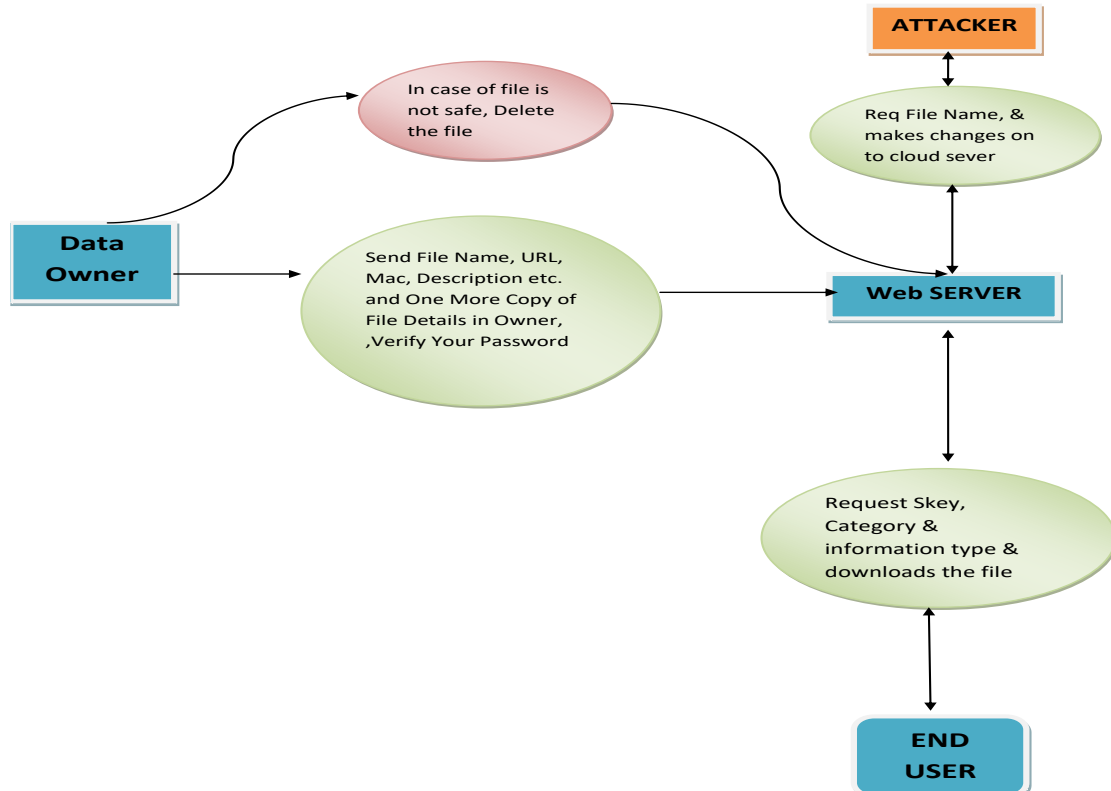 ATTACKER
In case of file is
not safe, Delete
the file
Req File Name, &
makes changes on
to cloud sever
Data
Owner
Send File Name, URL,
Mac, Description etc.
and One More Copy of
File Details in Owner,
,Verify Your Password
Web SERVER
Request Skey,
Category &
information type &
downloads the file
END
USER